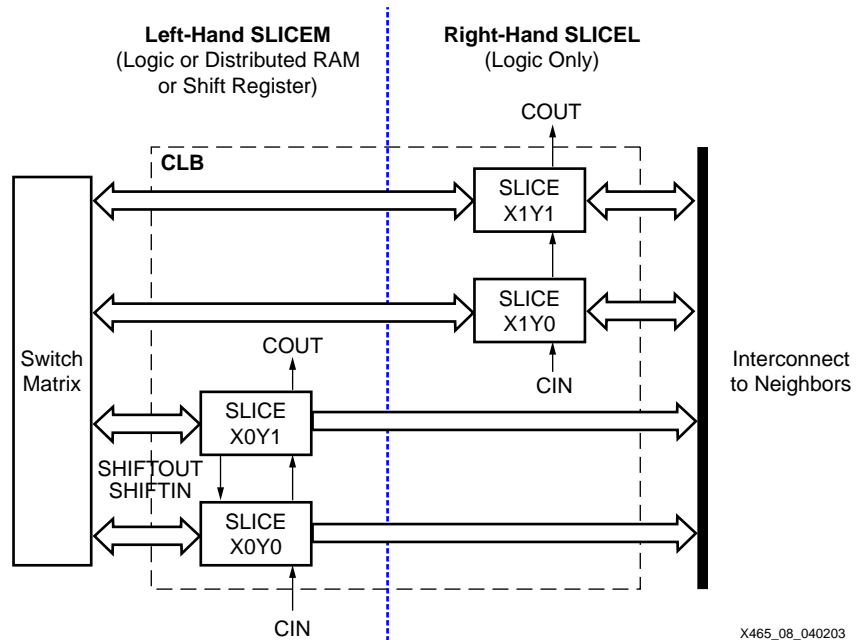 Left-Hand SLICEM
(Logic or Distributed RAM
or Shift Register)
Right-Hand SLICEL
(Logic Only)
COUT
CLB
SLICE
X1Y1
SLICE
X1Y0
COUT
CIN
Switch
Matrix
Interconnect
to Neighbors
SLICE
X0Y1
SHIFTOUT
SHIFTIN
SLICE
X0Y0
CIN
X465_08_040203